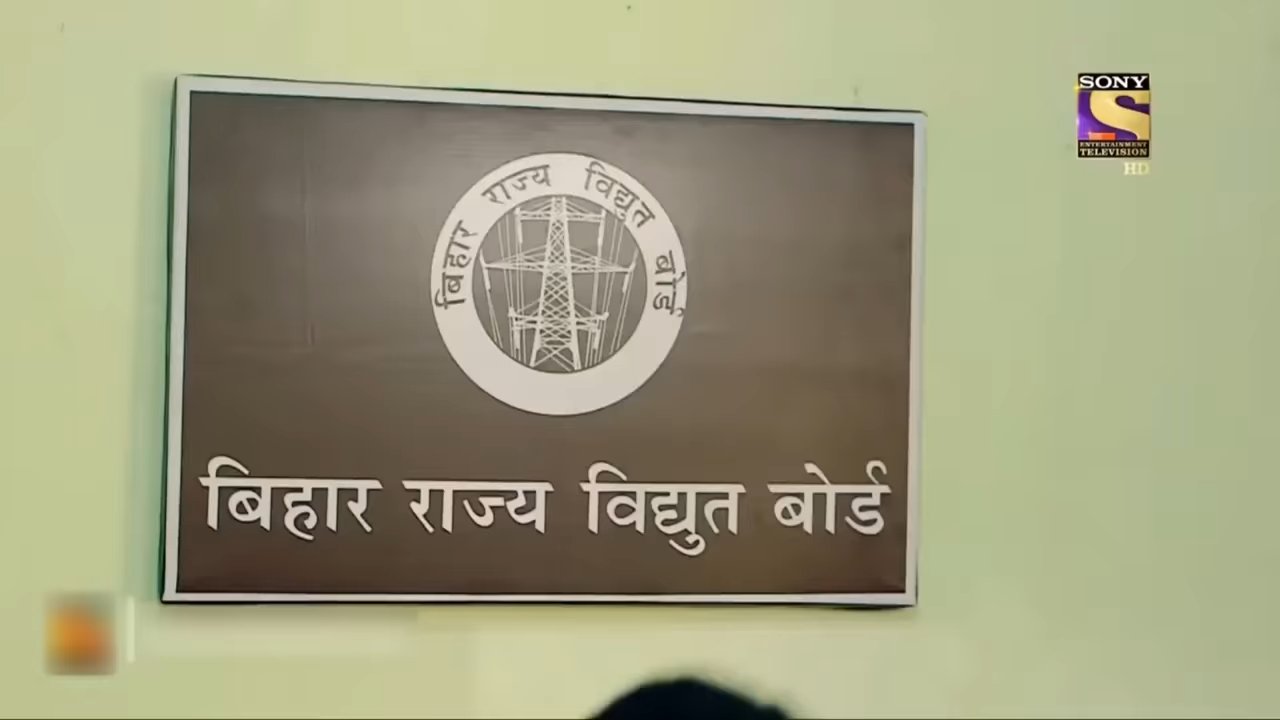 SONY
ENTERTAINMENT
TELEVISION
HD
बिहार राज्य विद्युत बोर्ड
बिहार राज्य विद्युत बोर्ड